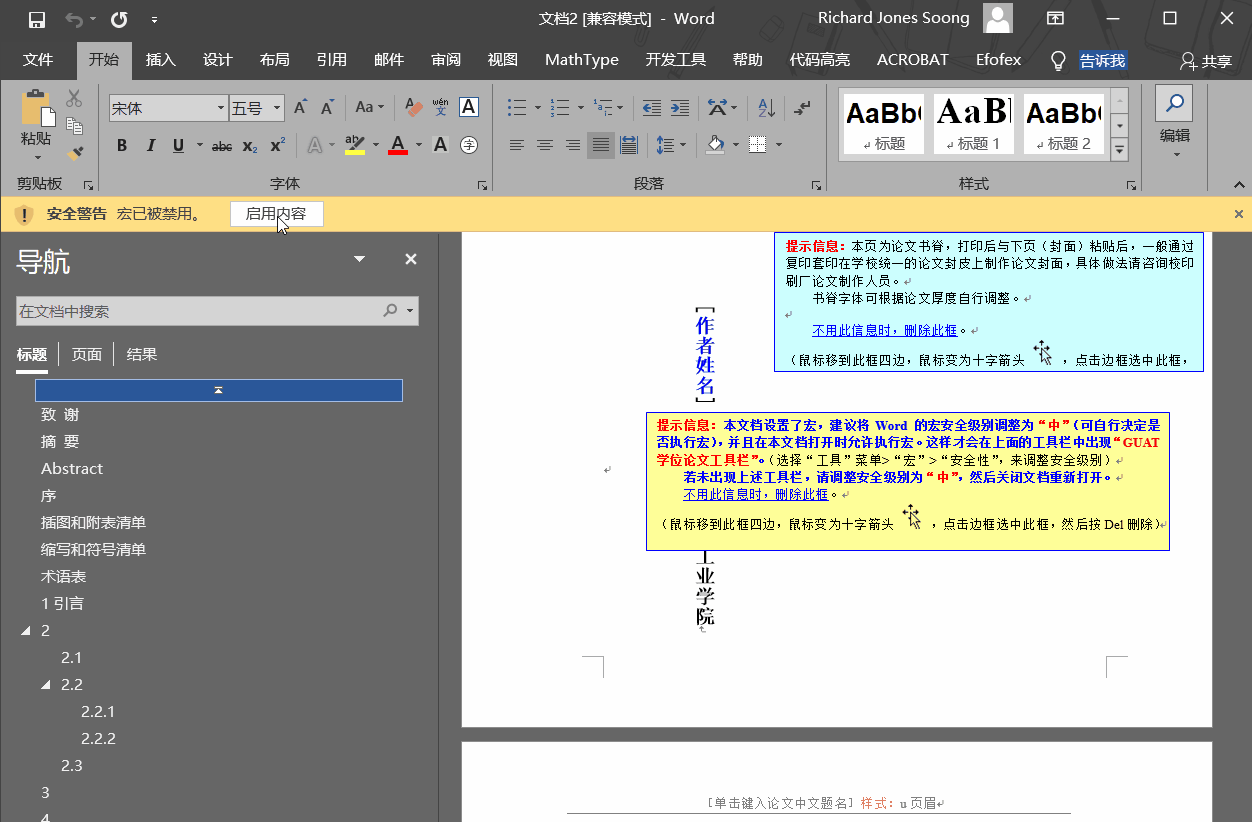 文档2 [兼容模式] - Word
Richard Jones Soong
文件 开始 插入 设计 布局 引用 邮件 审阅 视图 MathType 开发工具 帮助 代码高亮 ACROBAT Efofex 告诉我 共享
粘贴
剪贴板
宋体 五号 Aa wén 文 A
B I U abc X₂ X² A ab A A 字
字体
段落
AaBb AaBl AaBb
标题 标题 1 标题 2
样式
编辑
安全警告 宏已被禁用。 启用内容
导航
在文档中搜索
标题 页面 结果
致 谢
摘 要
Abstract
序
插图和附表清单
缩写和符号清单
术语表
1 引言
2
2.1
2.2
2.2.1
2.2.2
2.3
3
4
提示信息：本页为论文书脊，打印后与下页（封面）粘贴后，一般通过
复印套印在学校统一的论文封皮上制作论文封面，具体做法请咨询校印
刷厂论文制作人员。
书脊字体可根据论文厚度自行调整。
不用此信息时，删除此框。
（鼠标移到此框四边，鼠标变为十字箭头 ，点击边框选中此框，
[作者姓名]
提示信息：本文档设置了宏，建议将 Word 的宏安全级别调整为“中”（可自行决定是
否执行宏），并且在本文档打开时允许执行宏。这样才会在上面的工具栏中出现“GUAT
学位论文工具栏”。（选择“工具”菜单>“宏”>“安全性”，来调整安全级别）
若未出现上述工具栏，请调整安全级别为“中”，然后关闭文档重新打开。
不用此信息时，删除此框。
（鼠标移到此框四边，鼠标变为十字箭头 ，点击边框选中此框，然后按 Del 删除）
业学院
[单击键入论文中文题名] 样式：u 页眉